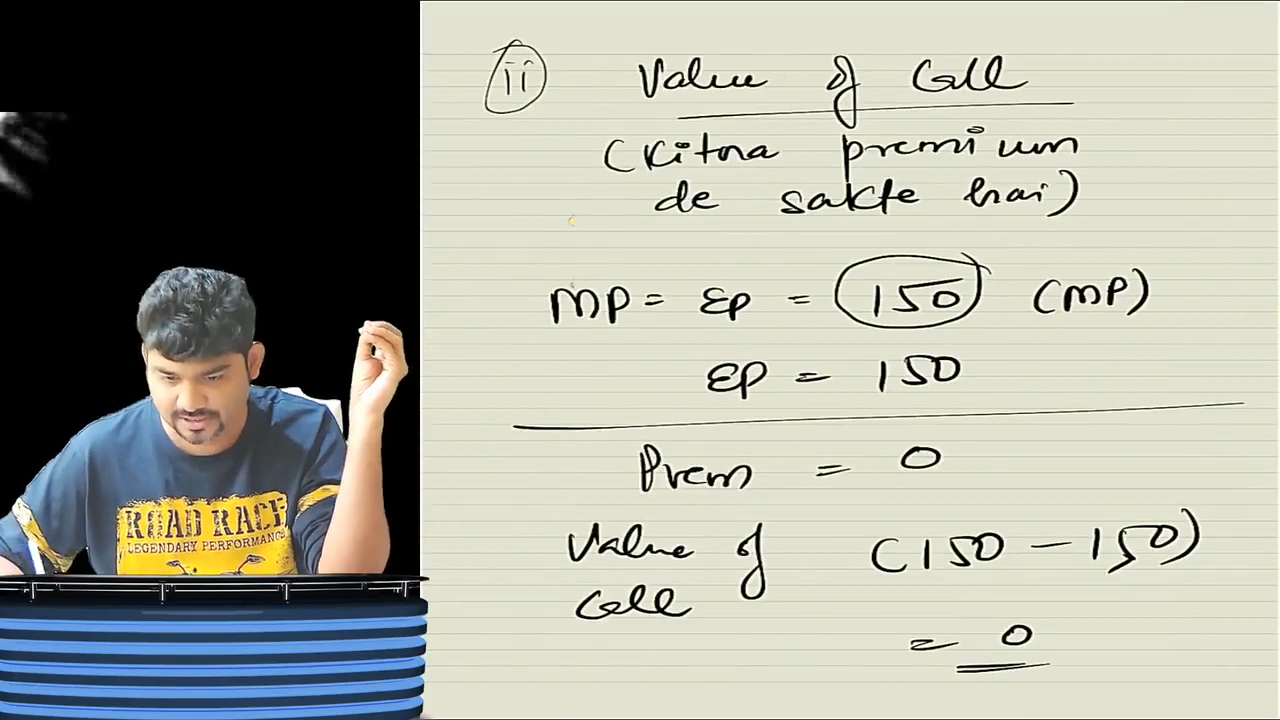 ii Value of Call
(Kitna premium
de sakte hai)
MP = EP = 150 (MP)
EP = 150
Prem = 0
Value of Call (150 - 150)
= 0
ROAD RACE
LEGENDARY PERFORMANCE